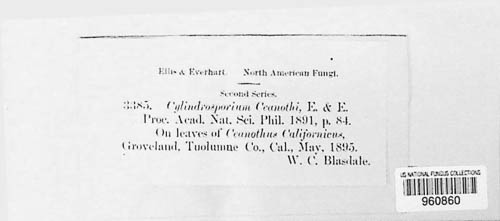 Ellis & Everhart. North American Fungi.
Second Series.
3385. Cylindrosporium Ceanothi, E. & E.
Proc. Acad. Nat. Sci. Phil. 1891, p. 84.
On leaves of Ceanothus Californicus,
Groveland, Tuolumne Co., Cal., May, 1895.
W. C. Blasdale.
US NATIONAL FUNGUS COLLECTIONS
960860